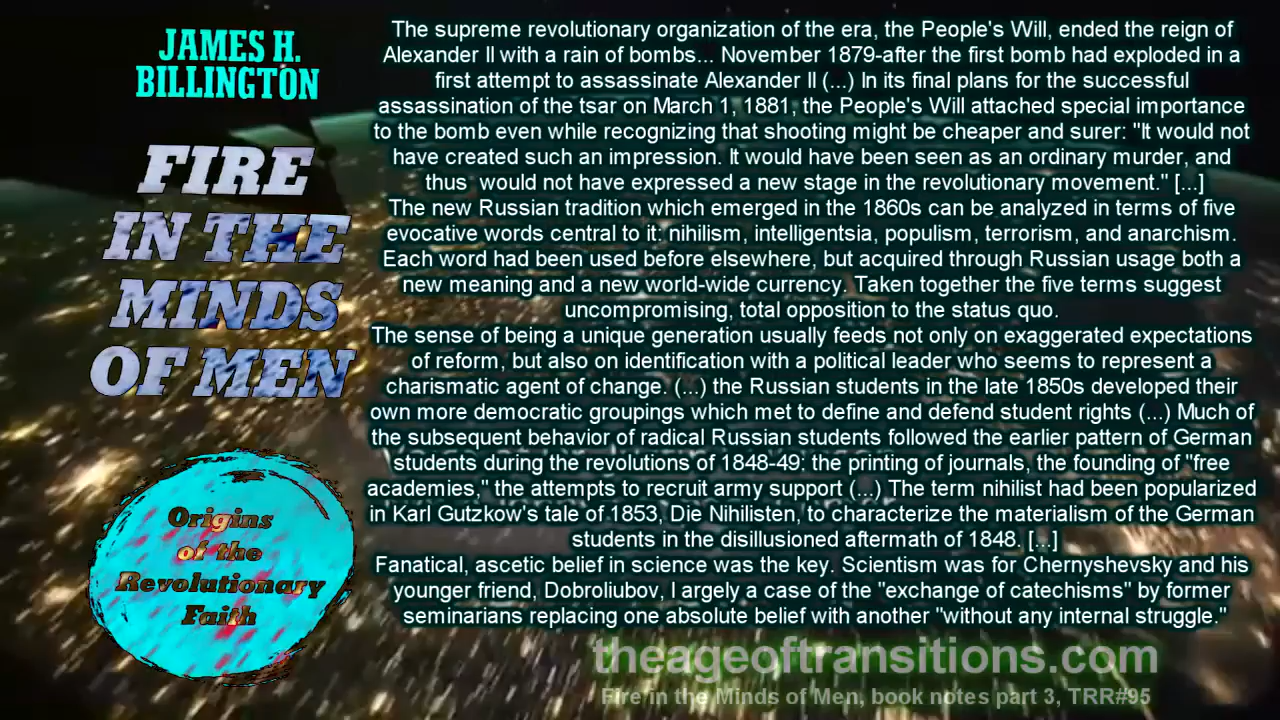 JAMES H.
BILLINGTON
FIRE
IN THE
MINDS
OF MEN
Origins
of the
Revolutionary
Faith
The supreme revolutionary organization of the era, the People's Will, ended the reign of
Alexander II with a rain of bombs... November 1879-after the first bomb had exploded in a
first attempt to assassinate Alexander II (...) In its final plans for the successful
assassination of the tsar on March 1, 1881, the People's Will attached special importance
to the bomb even while recognizing that shooting might be cheaper and surer: "It would not
have created such an impression. It would have been seen as an ordinary murder, and
thus would not have expressed a new stage in the revolutionary movement." [...]
The new Russian tradition which emerged in the 1860s can be analyzed in terms of five
evocative words central to it: nihilism, intelligentsia, populism, terrorism, and anarchism.
Each word had been used before elsewhere, but acquired through Russian usage both a
new meaning and a new world-wide currency. Taken together the five terms suggest
uncompromising, total opposition to the status quo.
The sense of being a unique generation usually feeds not only on exaggerated expectations
of reform, but also on identification with a political leader who seems to represent a
charismatic agent of change. (...) the Russian students in the late 1850s developed their
own more democratic groupings which met to define and defend student rights (...) Much of
the subsequent behavior of radical Russian students followed the earlier pattern of German
students during the revolutions of 1848-49: the printing of journals, the founding of "free
academies," the attempts to recruit army support (...) The term nihilist had been popularized
in Karl Gutzkow's tale of 1853, Die Nihilisten, to characterize the materialism of the German
students in the disillusioned aftermath of 1848. [...]
Fanatical, ascetic belief in science was the key. Scientism was for Chernyshevsky and his
younger friend, Dobroliubov, l argely a case of the "exchange of catechisms" by former
seminarians replacing one absolute belief with another "without any internal struggle."
theageoftransitions.com
Fire in the Minds of Men, book notes part 3, TRR#95